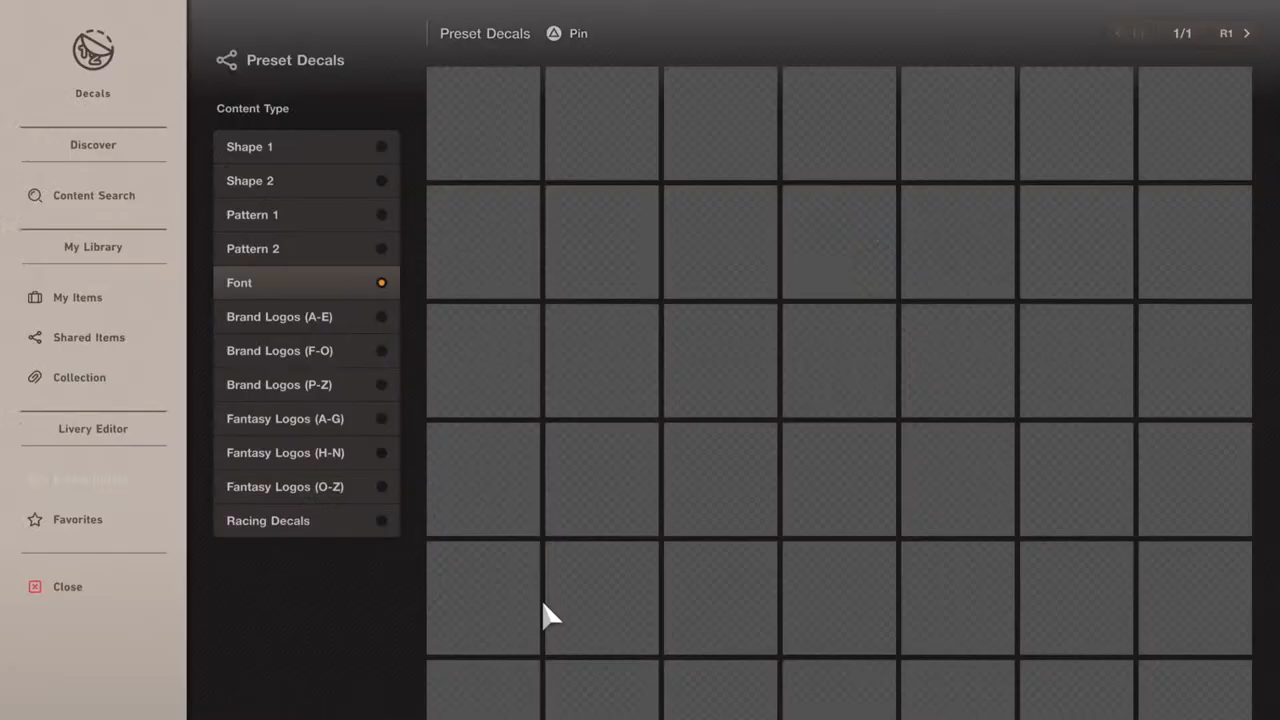 Decals
Discover
Content Search
My Library
My Items
Shared Items
Collection
Livery Editor
Favorites
Close
Preset Decals
Content Type
Shape 1
Shape 2
Pattern 1
Pattern 2
Font
Brand Logos (A-E)
Brand Logos (F-O)
Brand Logos (P-Z)
Fantasy Logos (A-G)
Fantasy Logos (H-N)
Fantasy Logos (O-Z)
Racing Decals
Preset Decals Pin
1/1 R1